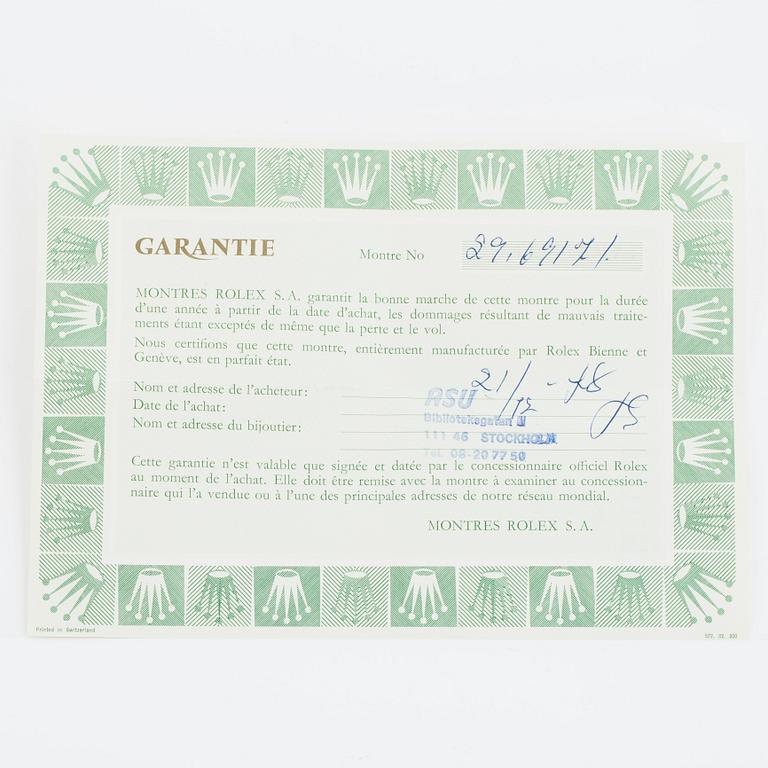 GARANTIE
Montre No 2969171
MONTRES ROLEX S.A. garantit la bonne marche de cette montre pour la durée
d'une année à partir de la date d'achat, les dommages résultant de mauvais traite-
ments étant exceptés de même que la perte et le vol.
Nous certifions que cette montre, entièrement manufacturée par Rolex Bienne et
Genève, est en parfait état.
Nom et adresse de l'acheteur:
21/12 - 78
Date de l'achat:
Nom et adresse du bijoutier:
ASU
Biblioteksgatan
111 46 STOCKHOLM
Tel. 08-20 77 50
Cette garantie n'est valable que signée et datée par le concessionnaire officiel Rolex
au moment de l'achat. Elle doit être remise avec la montre à examiner au concession-
naire qui l'a vendue ou à l'une des principales adresses de notre réseau mondial.
MONTRES ROLEX S.A.
Printed in Switzerland